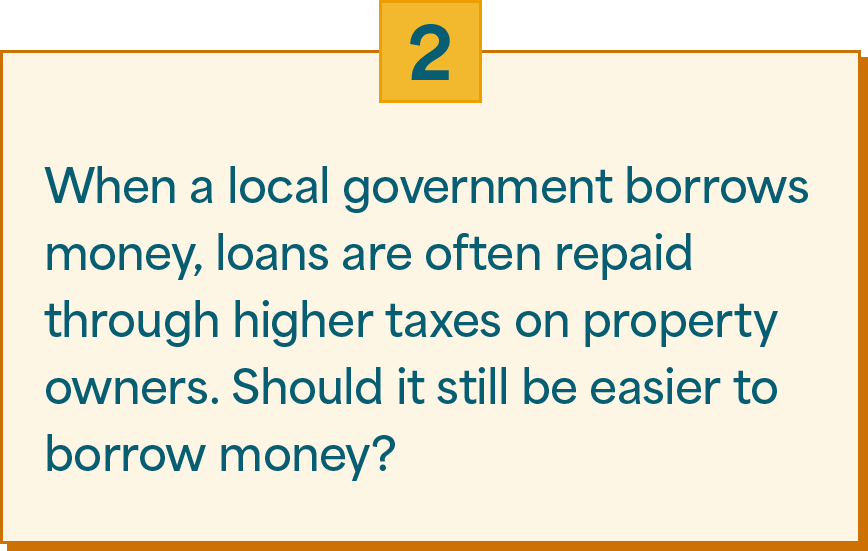 2
When a local government borrows
money, loans are often repaid
through higher taxes on property
owners. Should it still be easier to
borrow money?